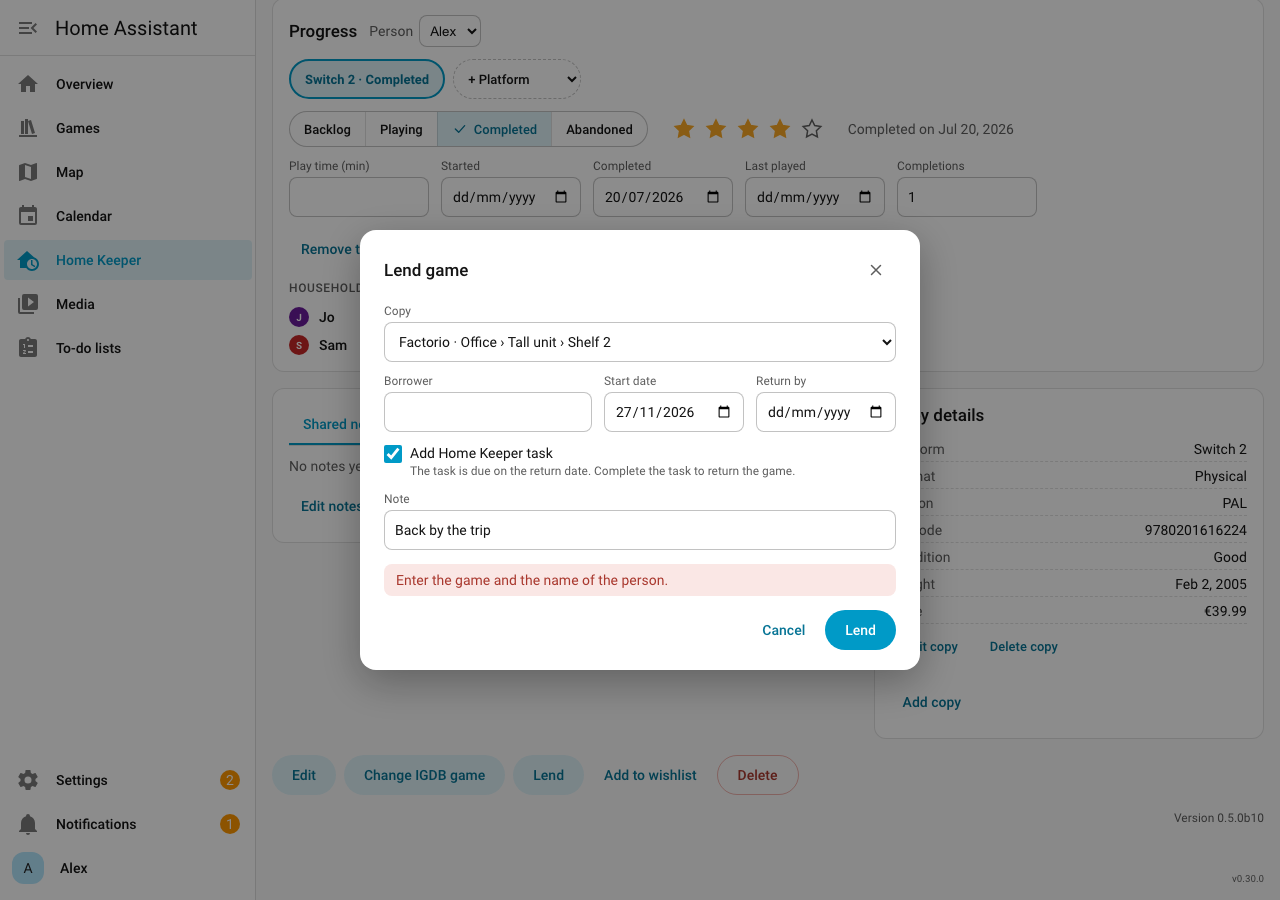 Home Assistant
Overview
Games
Map
Calendar
Home Keeper
Media
To-do lists
Settings 2
Notifications 1
A Alex
Progress Person Alex
Switch 2 · Completed + Platform
Backlog Playing Completed Abandoned Completed on Jul 20, 2026
Play time (min) Started Completed Last played Completions
dd/mm/yyyy 20/07/2026 dd/mm/yyyy 1
Remove
HOUSEHOLD
J Jo
S Sam
Shared
No notes
Edit notes
Lend game
Copy
Factorio · Office › Tall unit › Shelf 2
Borrower Start date Return by
27/11/2026 dd/mm/yyyy
Add Home Keeper task
The task is due on the return date. Complete the task to return the game.
Note
Back by the trip
Enter the game and the name of the person.
Cancel Lend
details
Switch 2
Physical
PAL
9780201616224
Good
Feb 2, 2005
€39.99
copy Delete copy
Add copy
Edit Change IGDB game Lend Add to wishlist Delete
Version 0.5.0b10
v0.30.0